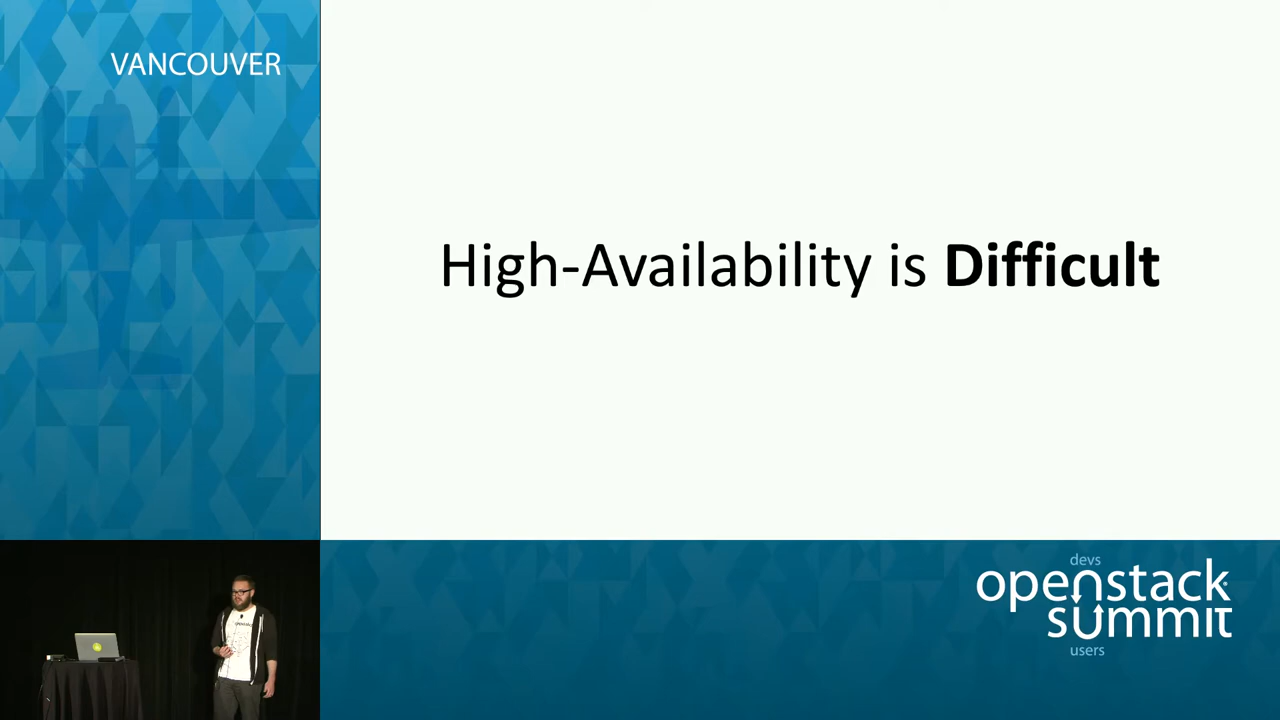 VANCOUVER
High-Availability is Difficult
devs
openstack
summit
users